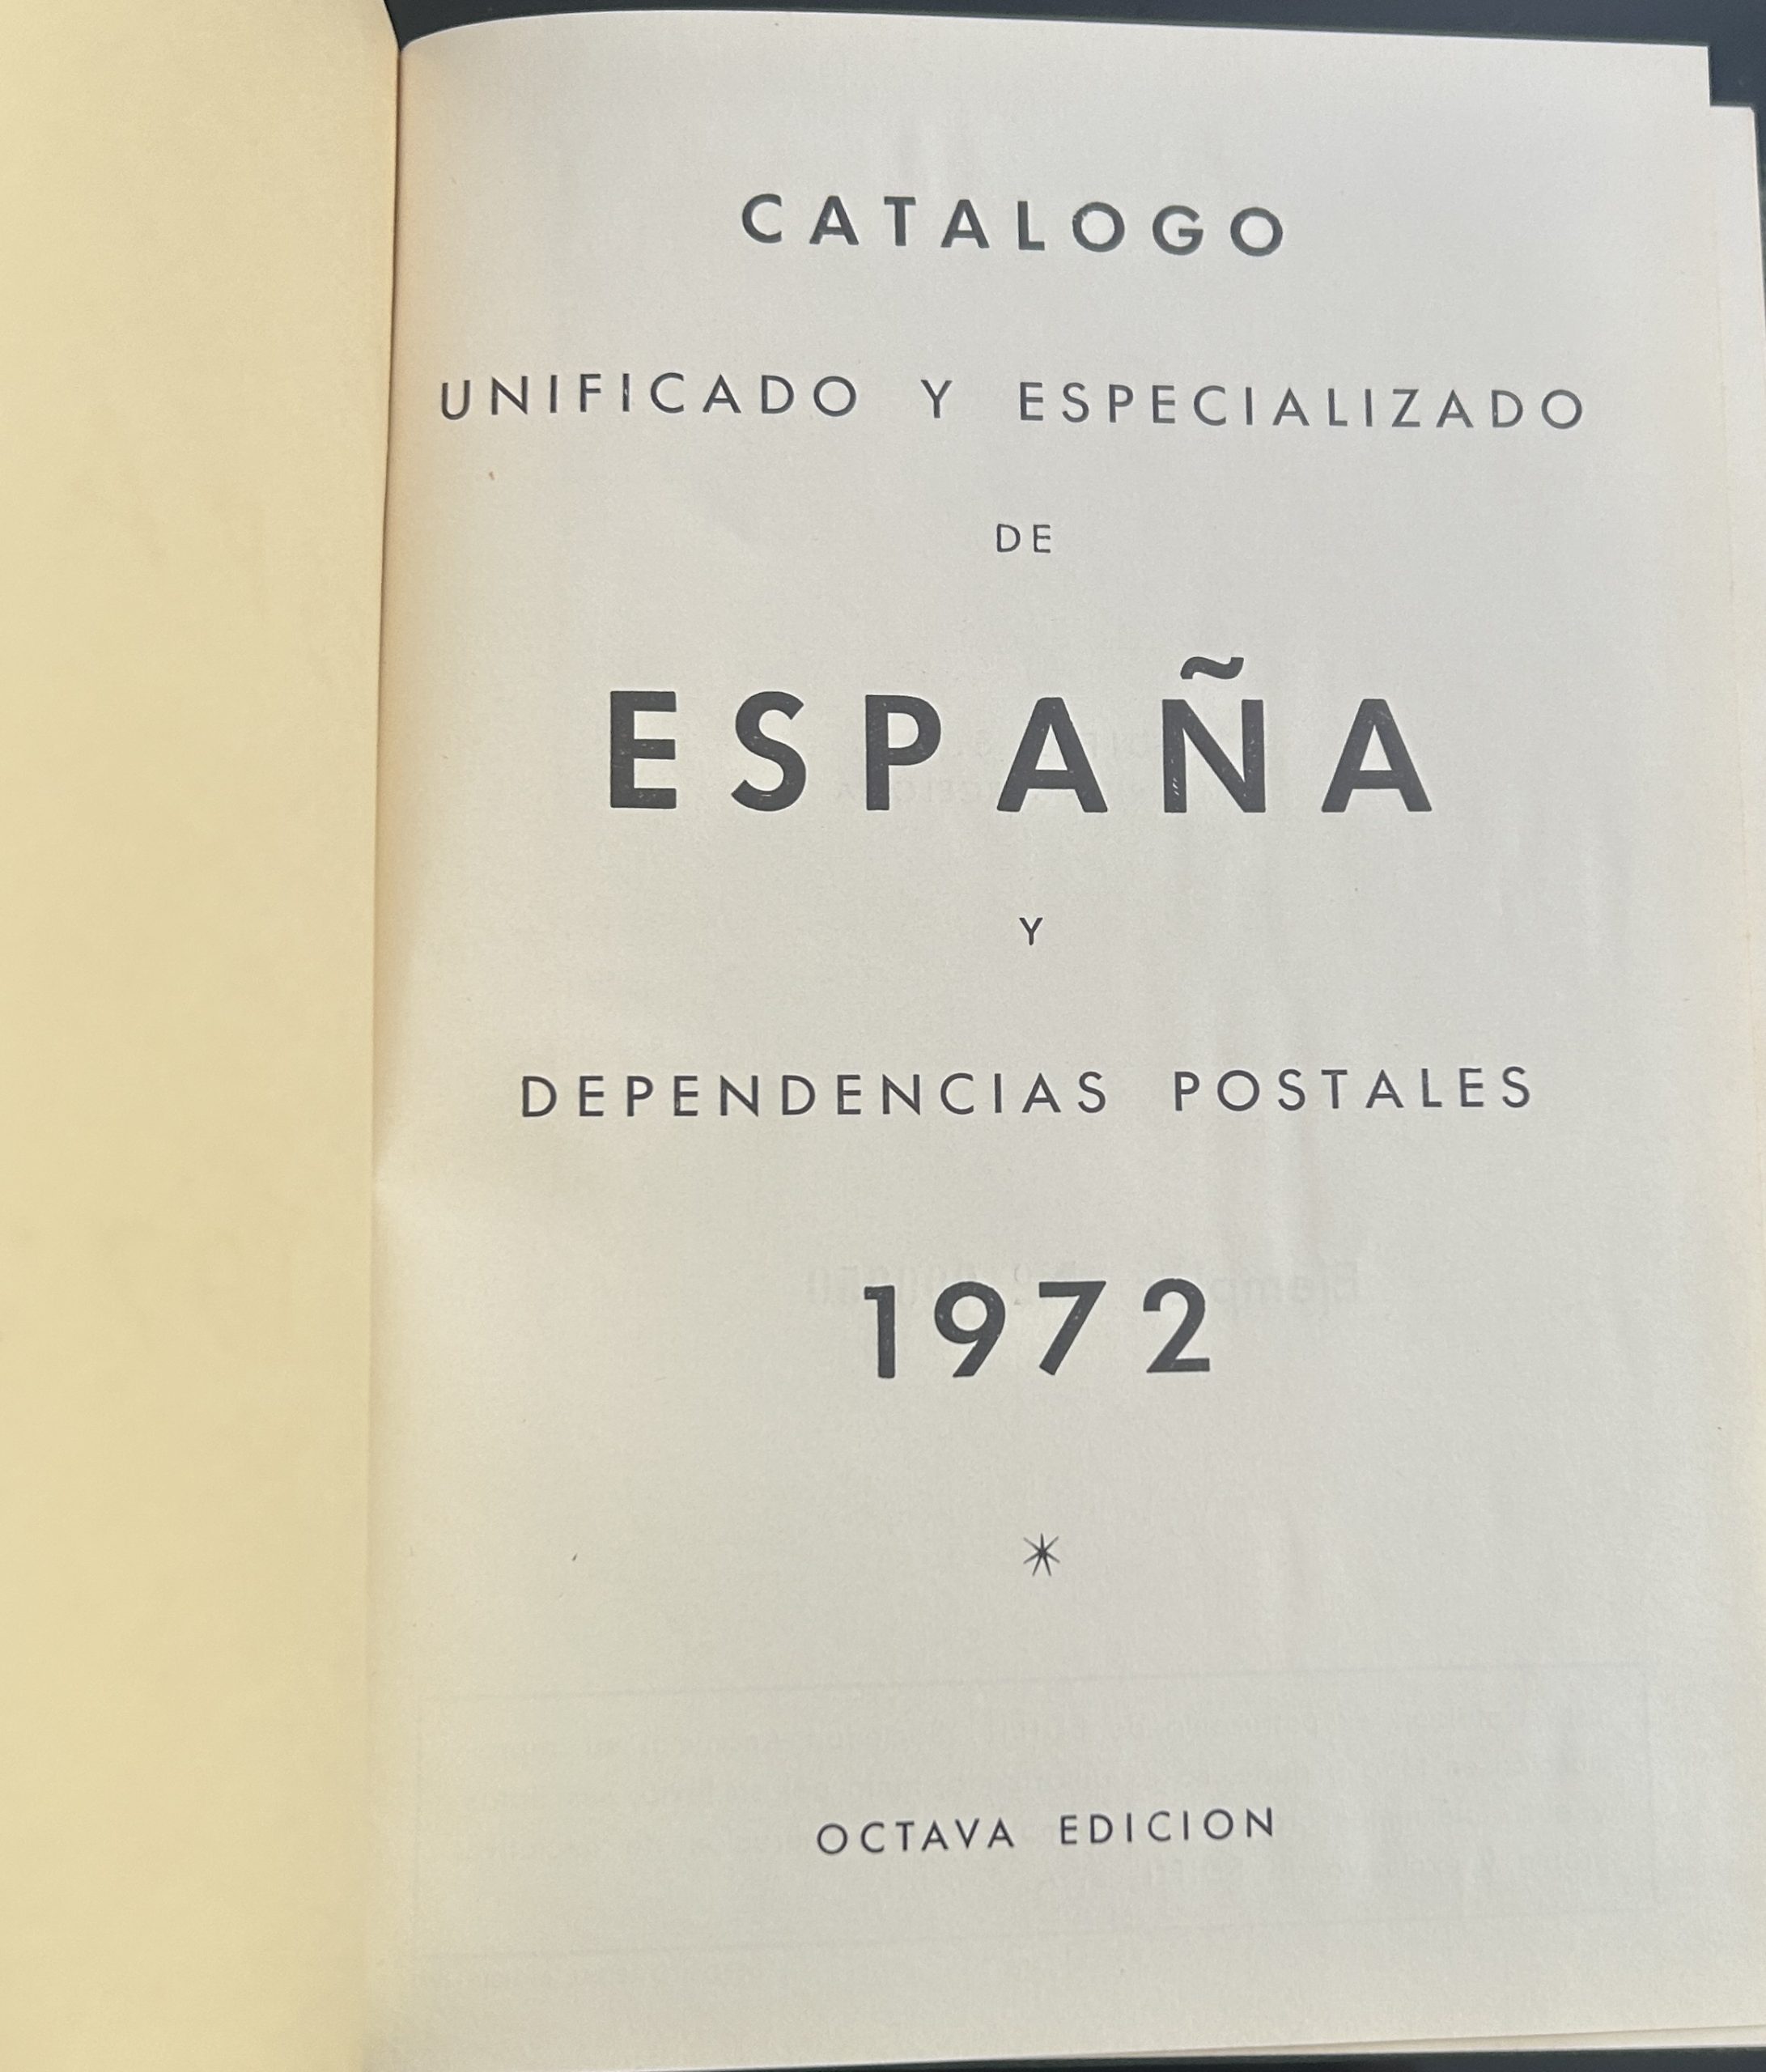 CATALOGO
UNIFICADO Y ESPECIALIZADO
DE
ESPAÑA
Y
DEPENDENCIAS POSTALES
1972
*
OCTAVA EDICION